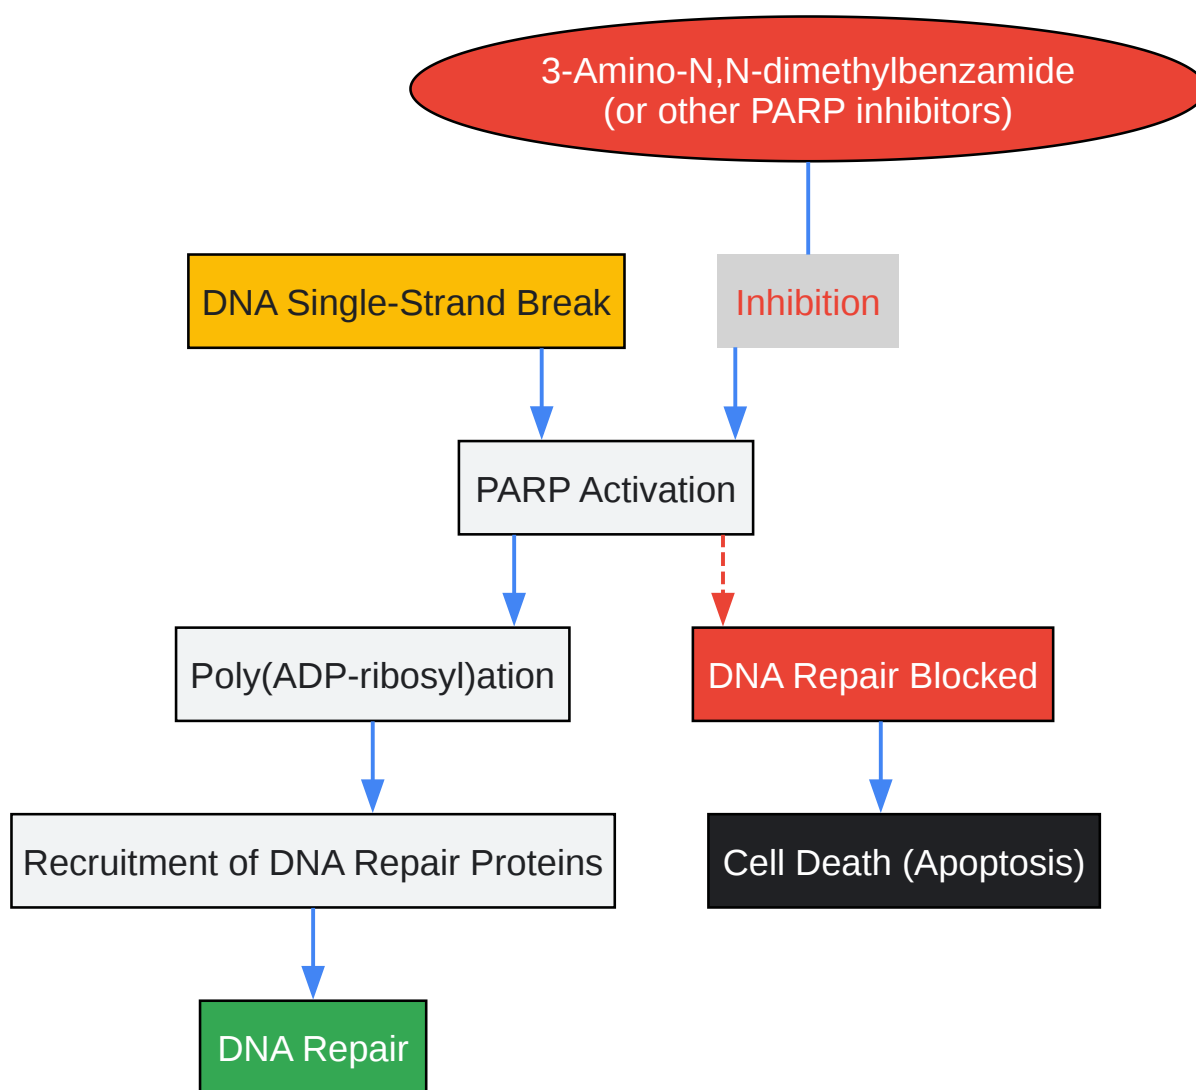 3-Amino-N,N-dimethylbenzamide
(or other PARP inhibitors)
DNA Single-Strand Break
Inhibition
PARP Activation
Poly(ADP-ribosyl)ation
DNA Repair Blocked
Recruitment of DNA Repair Proteins
Cell Death (Apoptosis)
DNA Repair